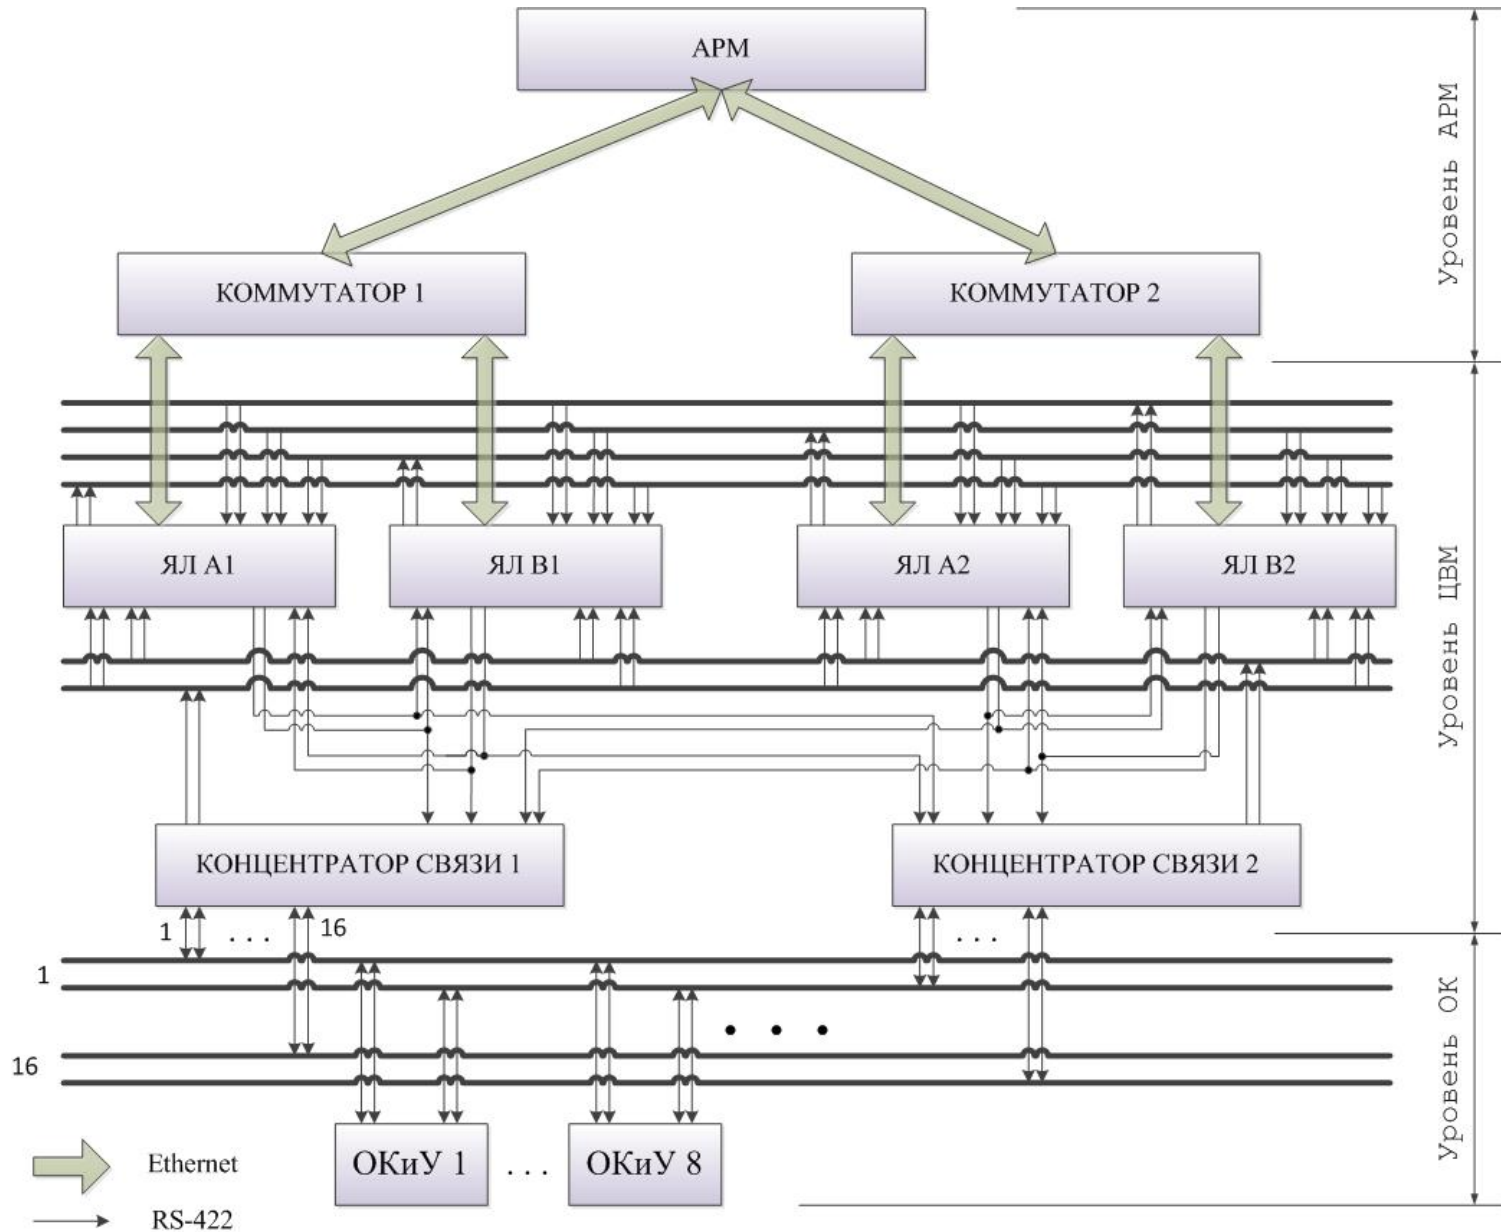 АРМ
Уровень АРМ
КОММУТАТОР 1
КОММУТАТОР 2
ЯЛ А1
ЯЛ В1
ЯЛ А2
ЯЛ В2
Уровень ЦВМ
КОНЦЕНТРАТОР СВЯЗИ 1
КОНЦЕНТРАТОР СВЯЗИ 2
1
. . .
16
. . .
1
16
Уровень ОК
ОКиУ 1
. . .
ОКиУ 8
Ethernet
RS-422